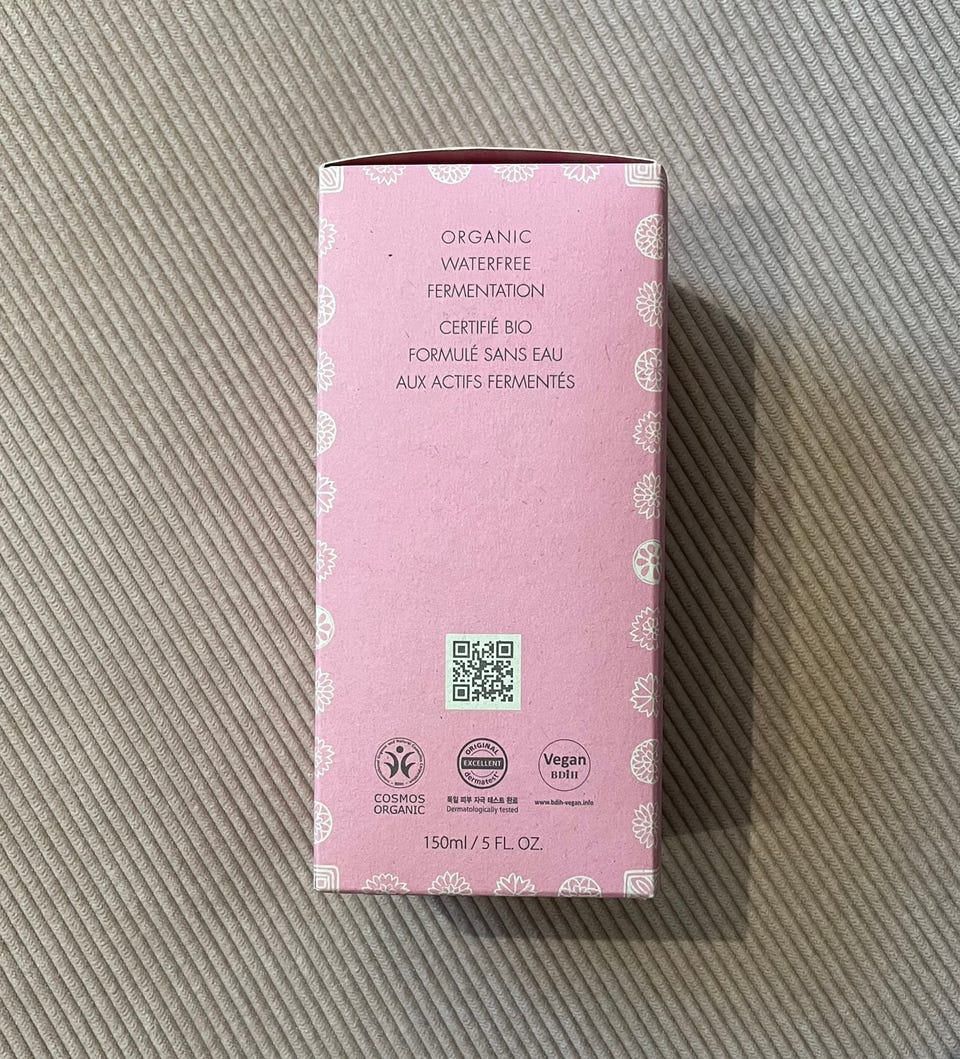 ORGANIC
WATERFREE
FERMENTATION
CERTIFIÉ BIO
FORMULÉ SANS EAU
AUX ACTIFS FERMENTÉS
COSMOS
ORGANIC
ORIGINAL
EXCELLENT
dermatest®
독일 피부 자극 테스트 완료
Dermatologically tested
Vegan
BDIH
www.bdih-vegan.info
150ml / 5 FL. OZ.